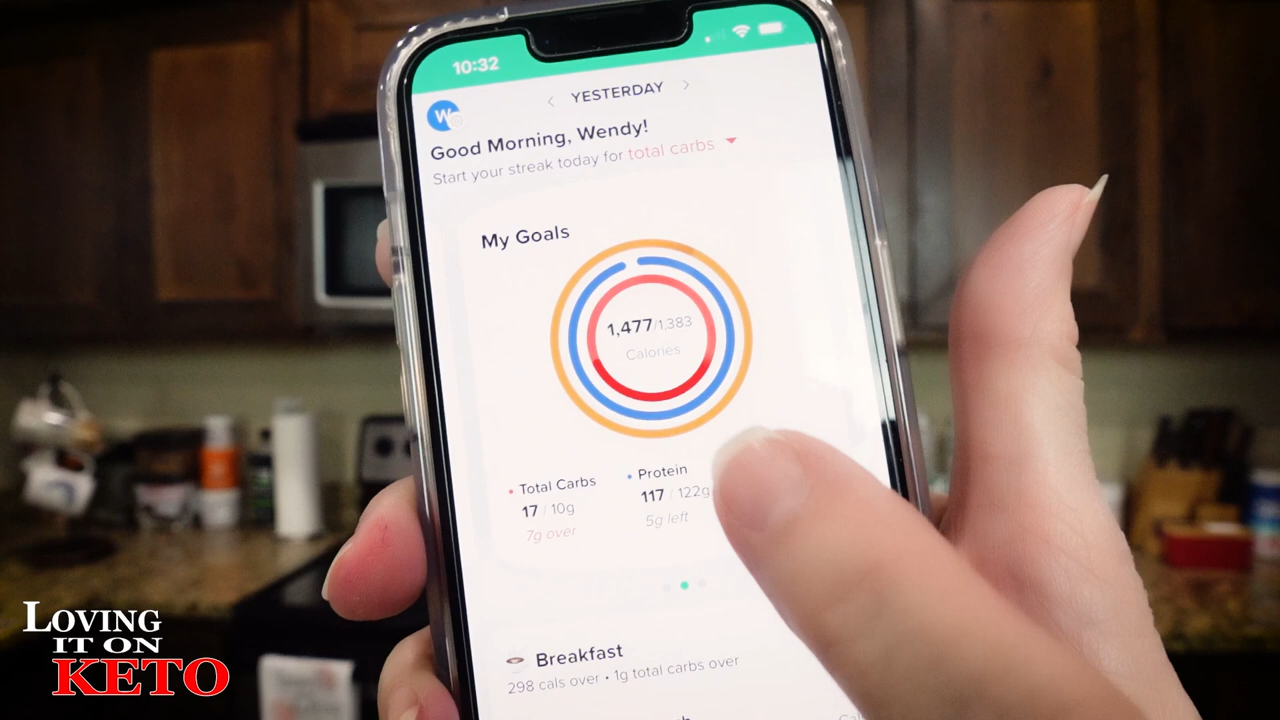 10:32
< YESTERDAY >
W
Good Morning, Wendy!
Start your streak today for total carbs
My Goals
1,477/1,383
Calories
Total Carbs
17 / 10g
7g over
Protein
117 / 122g
5g left
Breakfast
298 cals over • 1g total carbs over
LOVING
IT ON
KETO